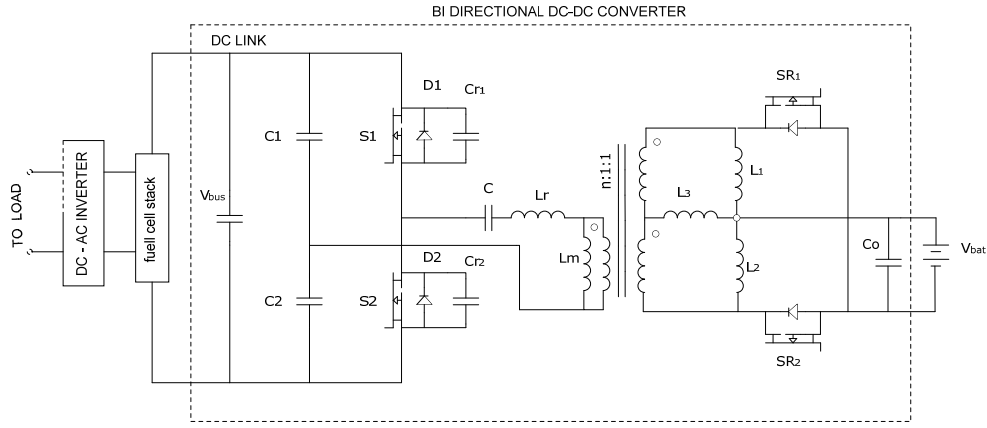 BI DIRECTIONAL DC-DC CONVERTER
DC LINK
D1
Cr1
SR1
C1
S1
n:1:1
L1
TO LOAD
DC - AC INVERTER
fuell cell stack
Vbus
C
Lr
L3
Lm
D2
Cr2
Co
Vbat
L2
C2
S2
SR2